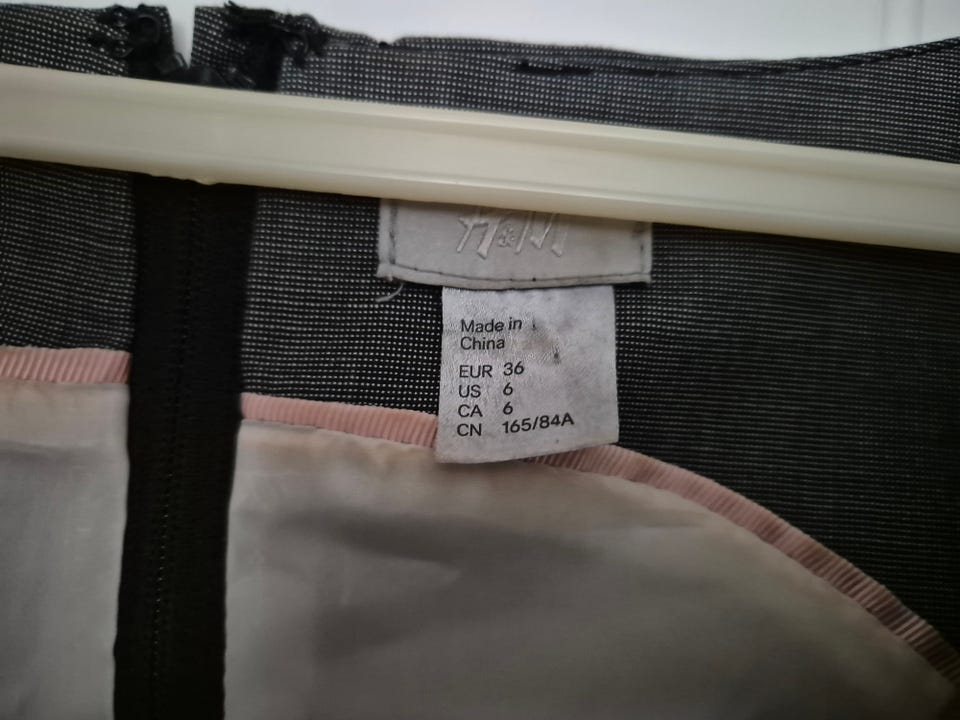 H&M
Made in
China
EUR 36
US 6
CA 6
CN 165/84A